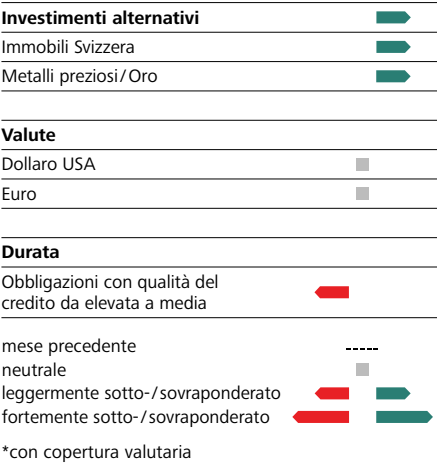 Investimenti alternativi
Immobili Svizzera
Metalli preziosi/Oro
Valute
Dollaro USA
Euro
Durata
Obbligazioni con qualità del
credito da elevata a media
mese precedente
neutrale
leggermente sotto-/sovraponderato
fortemente sotto-/sovraponderato
*con copertura valutaria